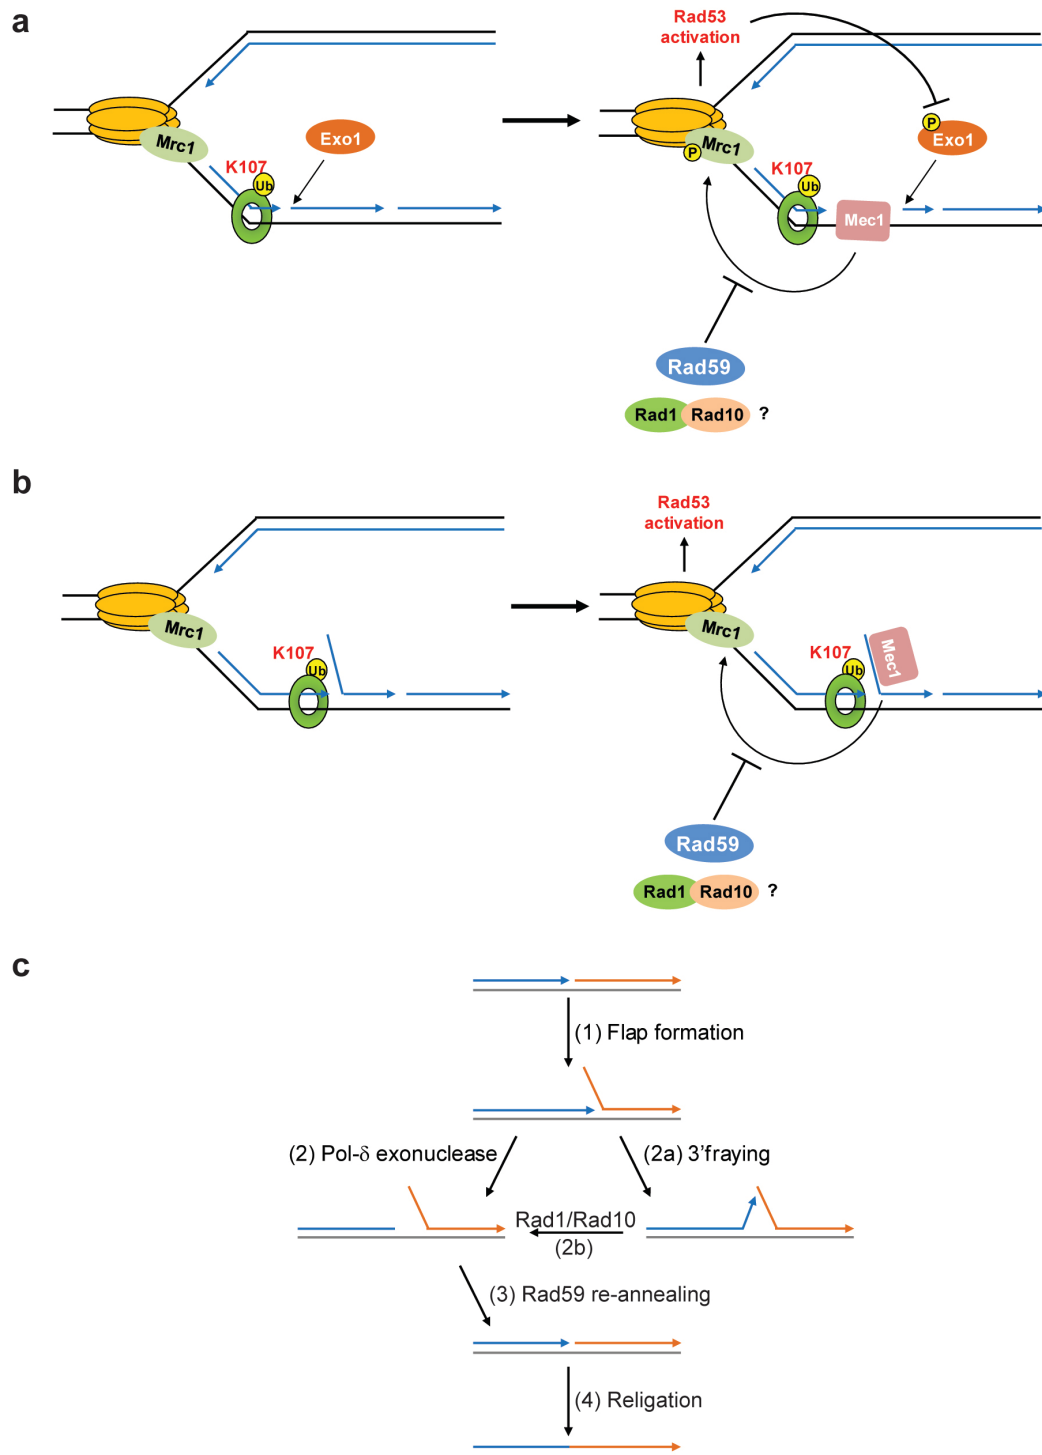 a
Mrc1
K107
Ub
Exo1
Rad53
activation
P
Mrc1
K107
Ub
Mec1
P
Exo1
Rad59
Rad1 Rad10 ?
b
Mrc1
K107
Ub
Rad53
activation
Mrc1
K107
Ub
Mec1
Rad59
Rad1 Rad10 ?
c
(1) Flap formation
(2) Pol-δ exonuclease
(2a) 3'fraying
Rad1/Rad10
(2b)
(3) Rad59 re-annealing
(4) Religation